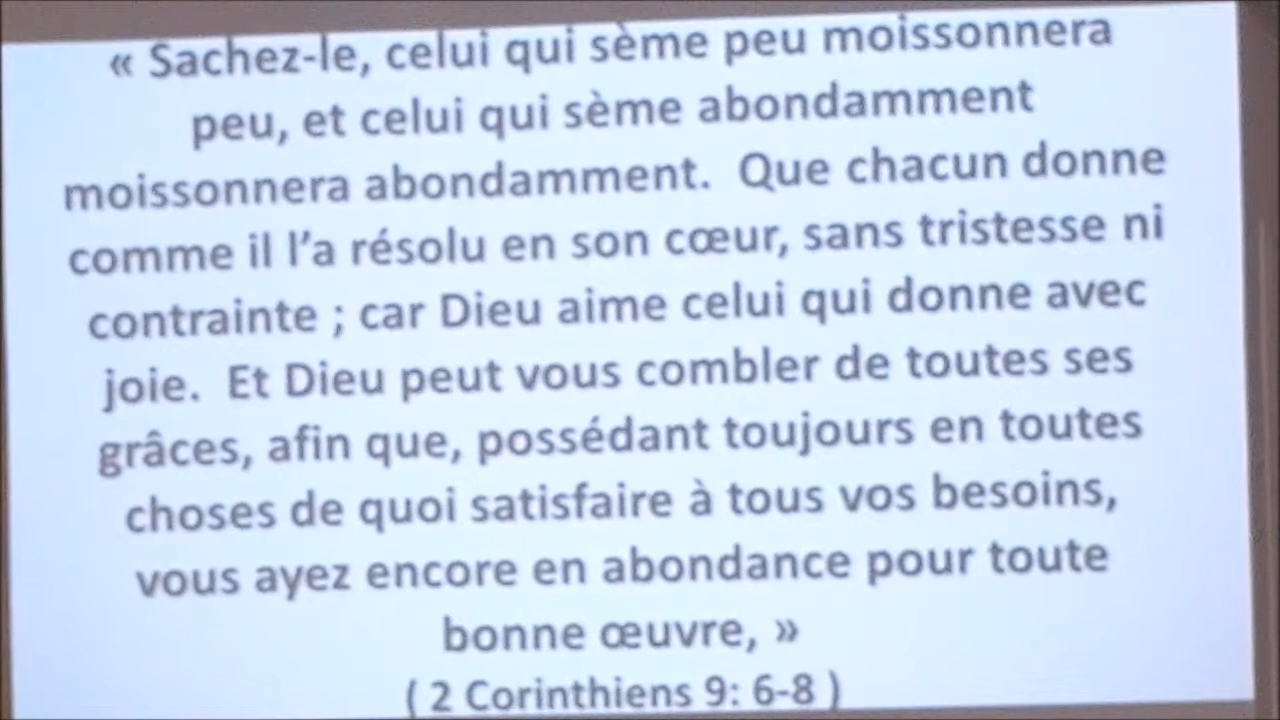 « Sachez-le, celui qui sème peu moissonnera
peu, et celui qui sème abondamment
moissonnera abondamment.  Que chacun donne
comme il l’a résolu en son cœur, sans tristesse ni
contrainte ; car Dieu aime celui qui donne avec
joie.  Et Dieu peut vous combler de toutes ses
grâces, afin que, possédant toujours en toutes
choses de quoi satisfaire à tous vos besoins,
vous ayez encore en abondance pour toute
bonne œuvre, »
( 2 Corinthiens 9: 6-8 )